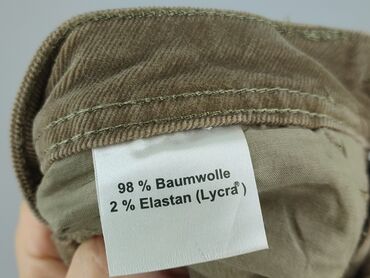 98 % Baumwolle
2 % Elastan (Lycra®)